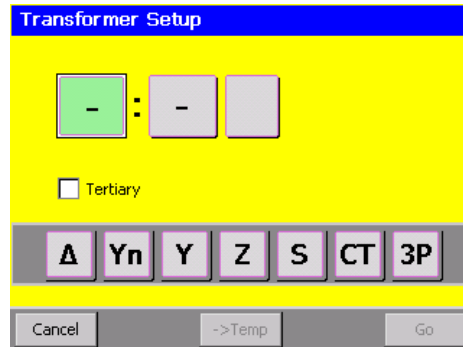 Transformer Setup
- : -
Tertiary
Δ Yn Y Z S CT 3P
Cancel ->Temp Go